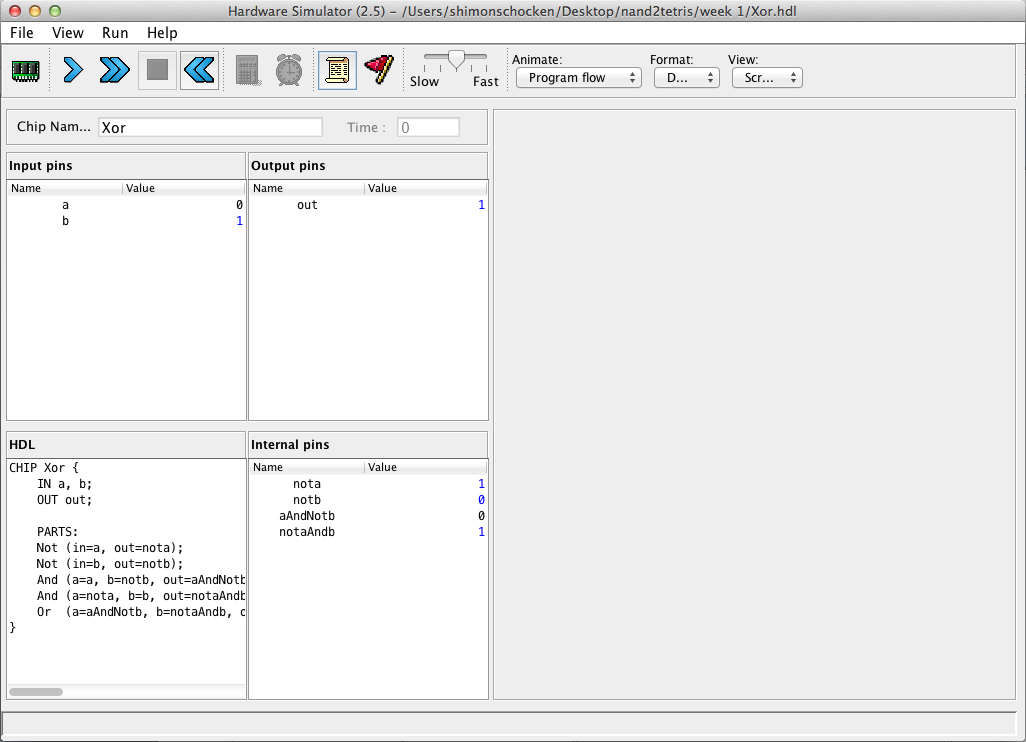 Hardware Simulator (2.5) – /Users/shimonschocken/Desktop/nand2tetris/week 1/Xor.hdl
File View Run Help
Animate: Format: View:
Slow Fast Program flow D... Scr...
Chip Nam... Xor Time : 0
Input pins
Name Value
a 0
b 1
Output pins
Name Value
out 1
HDL
CHIP Xor {
    IN a, b;
    OUT out;
    PARTS:
    Not (in=a, out=nota);
    Not (in=b, out=notb);
    And (a=a, b=notb, out=aAndNotb
    And (a=nota, b=b, out=notaAndb
    Or  (a=aAndNotb, b=notaAndb, o
}
Internal pins
Name Value
nota 1
notb 0
aAndNotb 0
notaAndb 1